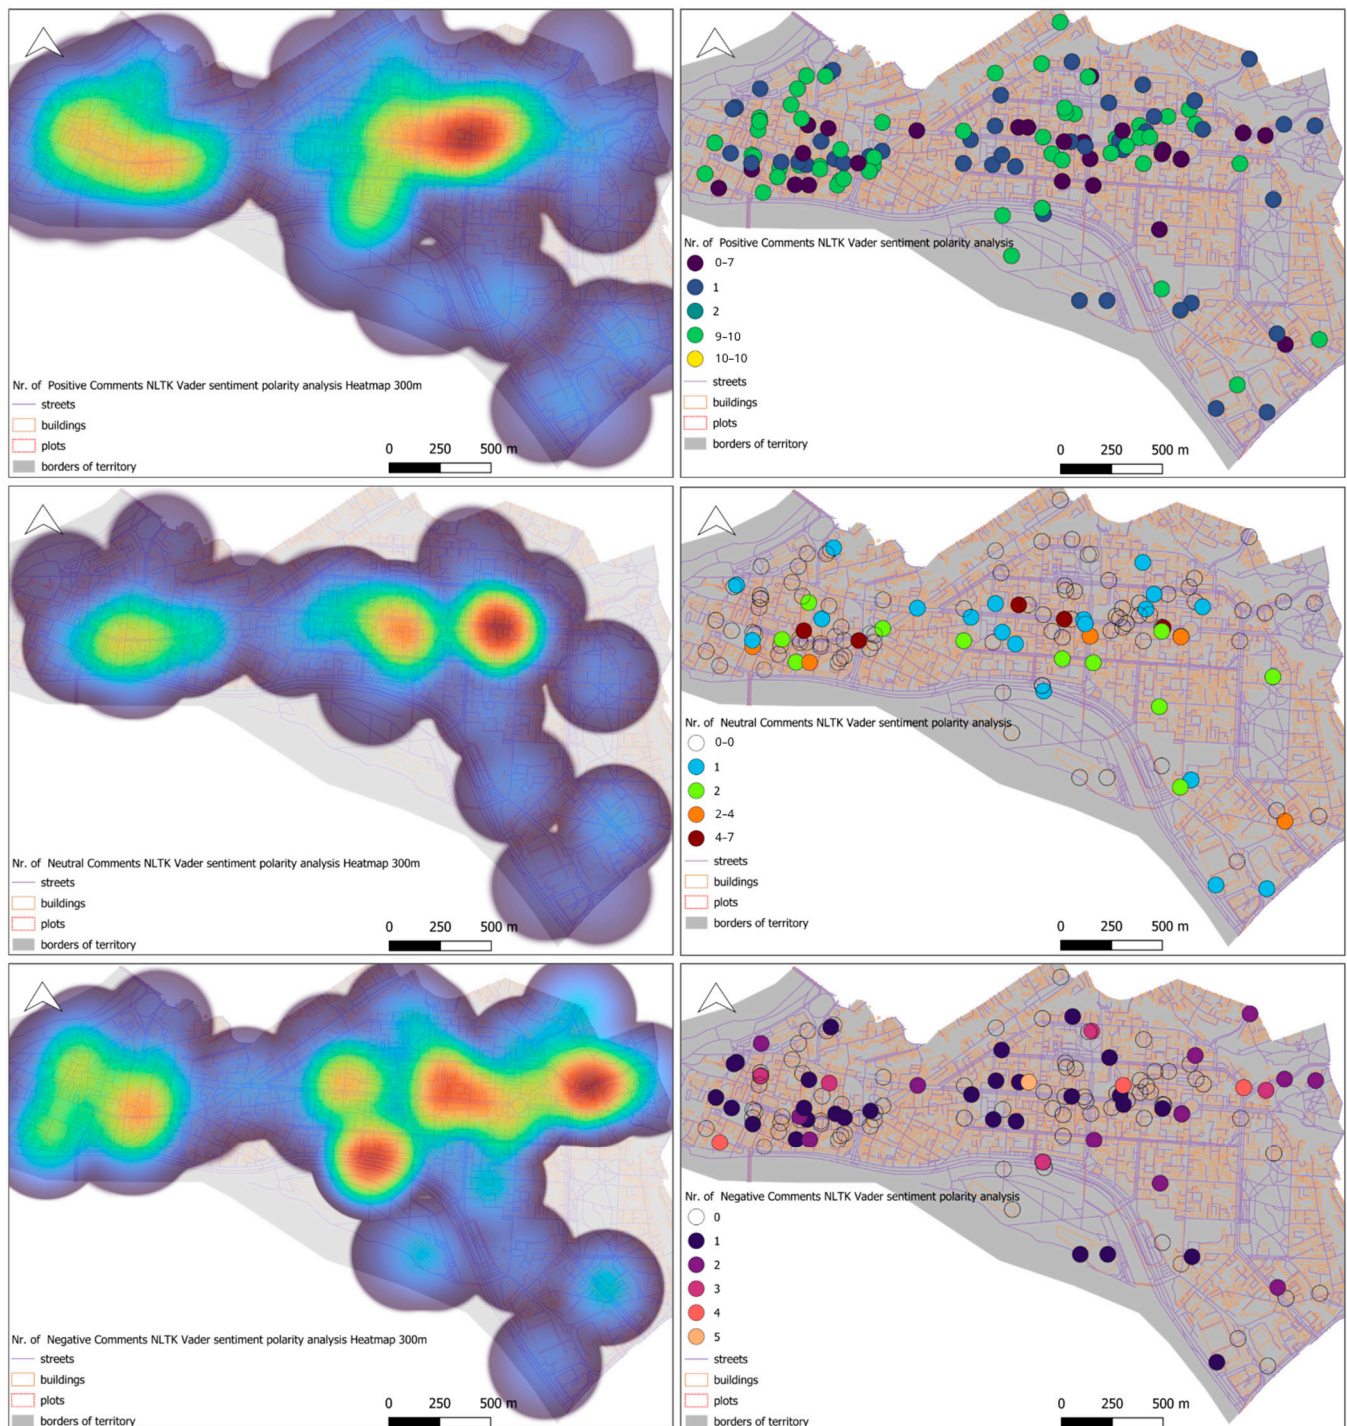 Nr. of  Positive Comments NLTK Vader sentiment polarity analysis Heatmap 300m
streets
buildings
plots
borders of territory
0 250 500 m
Nr. of  Positive Comments NLTK Vader sentiment polarity analysis
0–7
1
2
9–10
10–10
streets
buildings
plots
borders of territory
0 250 500 m
Nr. of  Neutral Comments NLTK Vader sentiment polarity analysis Heatmap 300m
streets
buildings
plots
borders of territory
0 250 500 m
Nr. of Neutral Comments NLTK Vader sentiment polarity analysis
0–0
1
2
2–4
4–7
streets
buildings
plots
borders of territory
0 250 500 m
Nr. of  Negative Comments NLTK Vader sentiment polarity analysis Heatmap 300m
streets
buildings
plots
borders of territory
0 250 500 m
Nr. of Negative Comments NLTK Vader sentiment polarity analysis
0
1
2
3
4
5
streets
buildings
plots
borders of territory
0 250 500 m